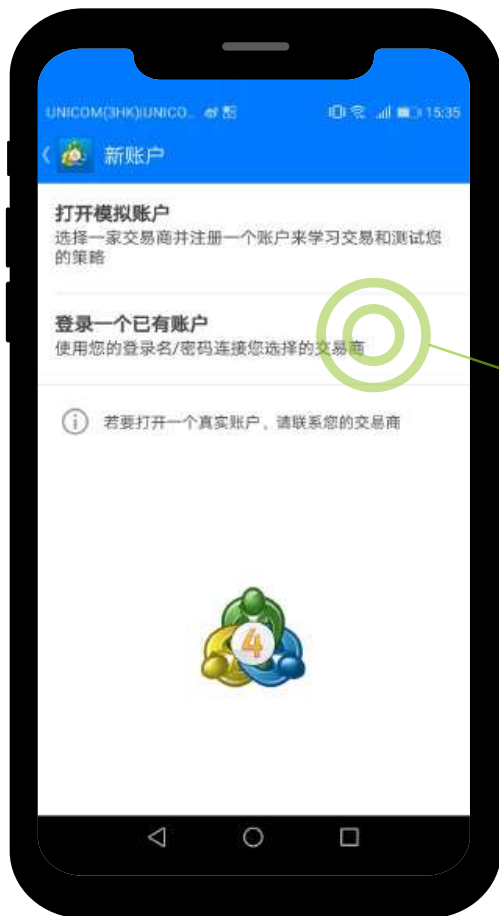 UNICOM(3HK)|UNICO... 15:35
新账户
打开模拟账户
选择一家交易商并注册一个账户来学习交易和测试您
的策略
登录一个已有账户
使用您的登录名/密码连接您选择的交易商
若要打开一个真实账户，请联系您的交易商
4